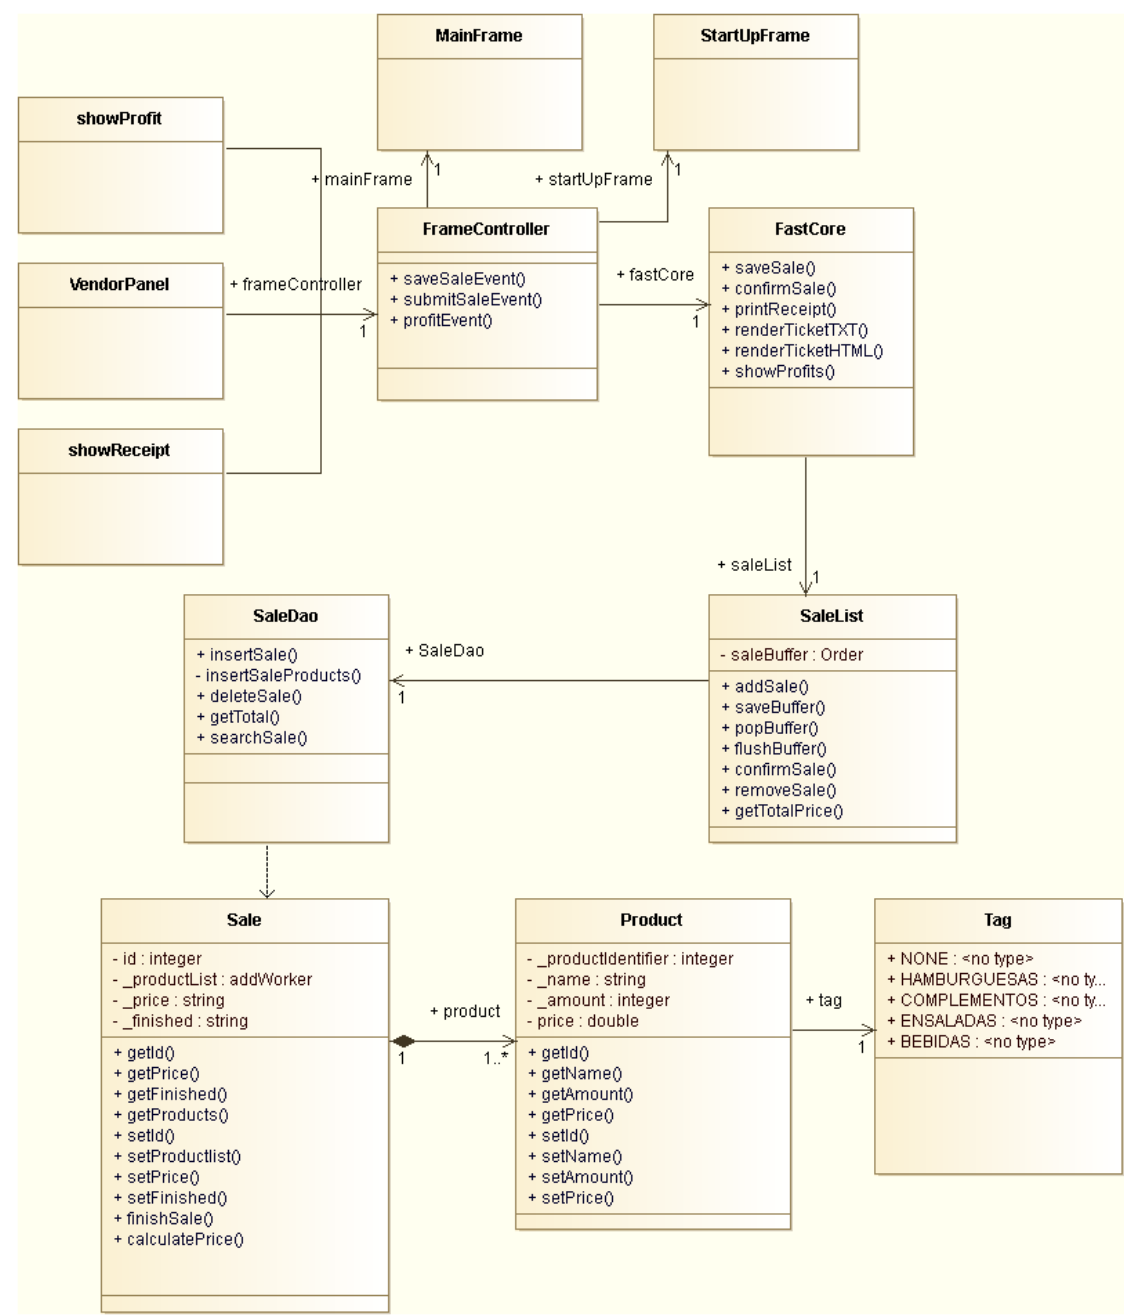 MainFrame
StartUpFrame
showProfit
+ mainFrame
1
+ startUpFrame
1
FrameController
+ saveSaleEvent()
+ submitSaleEvent()
+ profitEvent()
FastCore
+ saveSale()
+ confirmSale()
+ printReceipt()
+ renderTicketTXT()
+ renderTicketHTML()
+ showProfits()
VendorPanel
+ frameController
1
+ fastCore
1
showReceipt
+ saleList
1
SaleDao
+ insertSale()
- insertSaleProducts()
+ deleteSale()
+ getTotal()
+ searchSale()
+ SaleDao
1
SaleList
- saleBuffer : Order
+ addSale()
+ saveBuffer()
+ popBuffer()
+ flushBuffer()
+ confirmSale()
+ removeSale()
+ getTotalPrice()
Sale
- id : integer
- _productList : addWorker
- _price : string
- _finished : string
+ getId()
+ getPrice()
+ getFinished()
+ getProducts()
+ setId()
+ setProductlist()
+ setPrice()
+ setFinished()
+ finishSale()
+ calculatePrice()
+ product
1
1..*
Product
- _productIdentifier : integer
- _name : string
- _amount : integer
- price : double
+ getId()
+ getName()
+ getAmount()
+ getPrice()
+ setId()
+ setName()
+ setAmount()
+ setPrice()
+ tag
1
Tag
+ NONE : <no type>
+ HAMBURGUESAS : <no ty...
+ COMPLEMENTOS : <no ty...
+ ENSALADAS : <no type>
+ BEBIDAS : <no type>